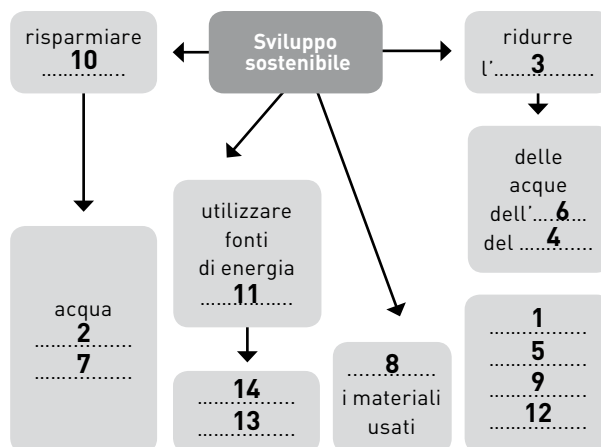 risparmiare
10
Sviluppo
sostenibile
ridurre
l'....3....
delle
acque
dell'....6
del ....4....
utilizzare
fonti
di energia
11
acqua
2
7
14
13
8
i materiali
usati
1
5
9
12